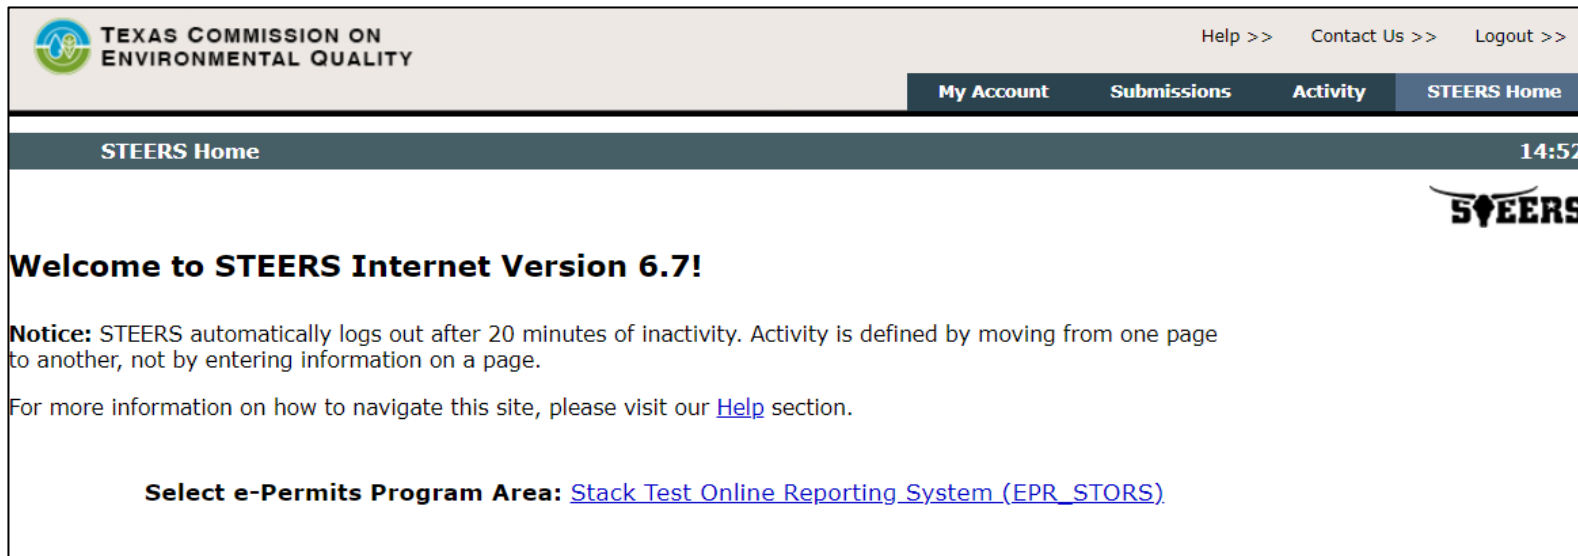 TEXAS COMMISSION ON
ENVIRONMENTAL QUALITY
Help >> Contact Us >> Logout >>
My Account Submissions Activity STEERS Home
STEERS Home 14:52
STEERS
Welcome to STEERS Internet Version 6.7!
Notice: STEERS automatically logs out after 20 minutes of inactivity. Activity is defined by moving from one page
to another, not by entering information on a page.
For more information on how to navigate this site, please visit our Help section.
Select e-Permits Program Area: Stack Test Online Reporting System (EPR_STORS)